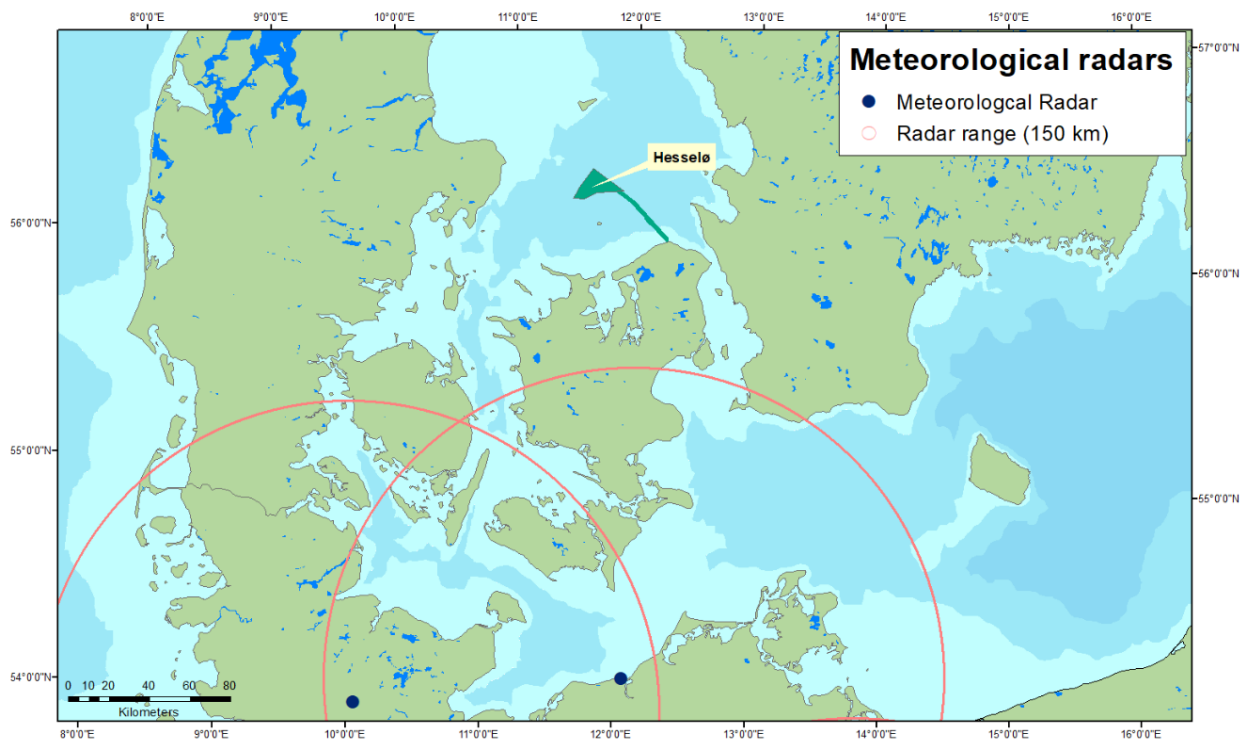 8°0'0"E 9°0'0"E 10°0'0"E 11°0'0"E 12°0'0"E 13°0'0"E 14°0'0"E 15°0'0"E 16°0'0"E
57°0'0"N
Meteorological radars
Meteorologcal Radar
Radar range (150 km)
Hesselø
56°0'0"N
56°0'0"N
55°0'0"N
55°0'0"N
54°0'0"N
0 10 20 40 60 80
Kilometers
8°0'0"E 9°0'0"E 10°0'0"E 11°0'0"E 12°0'0"E 13°0'0"E 14°0'0"E 15°0'0"E 16°0'0"E